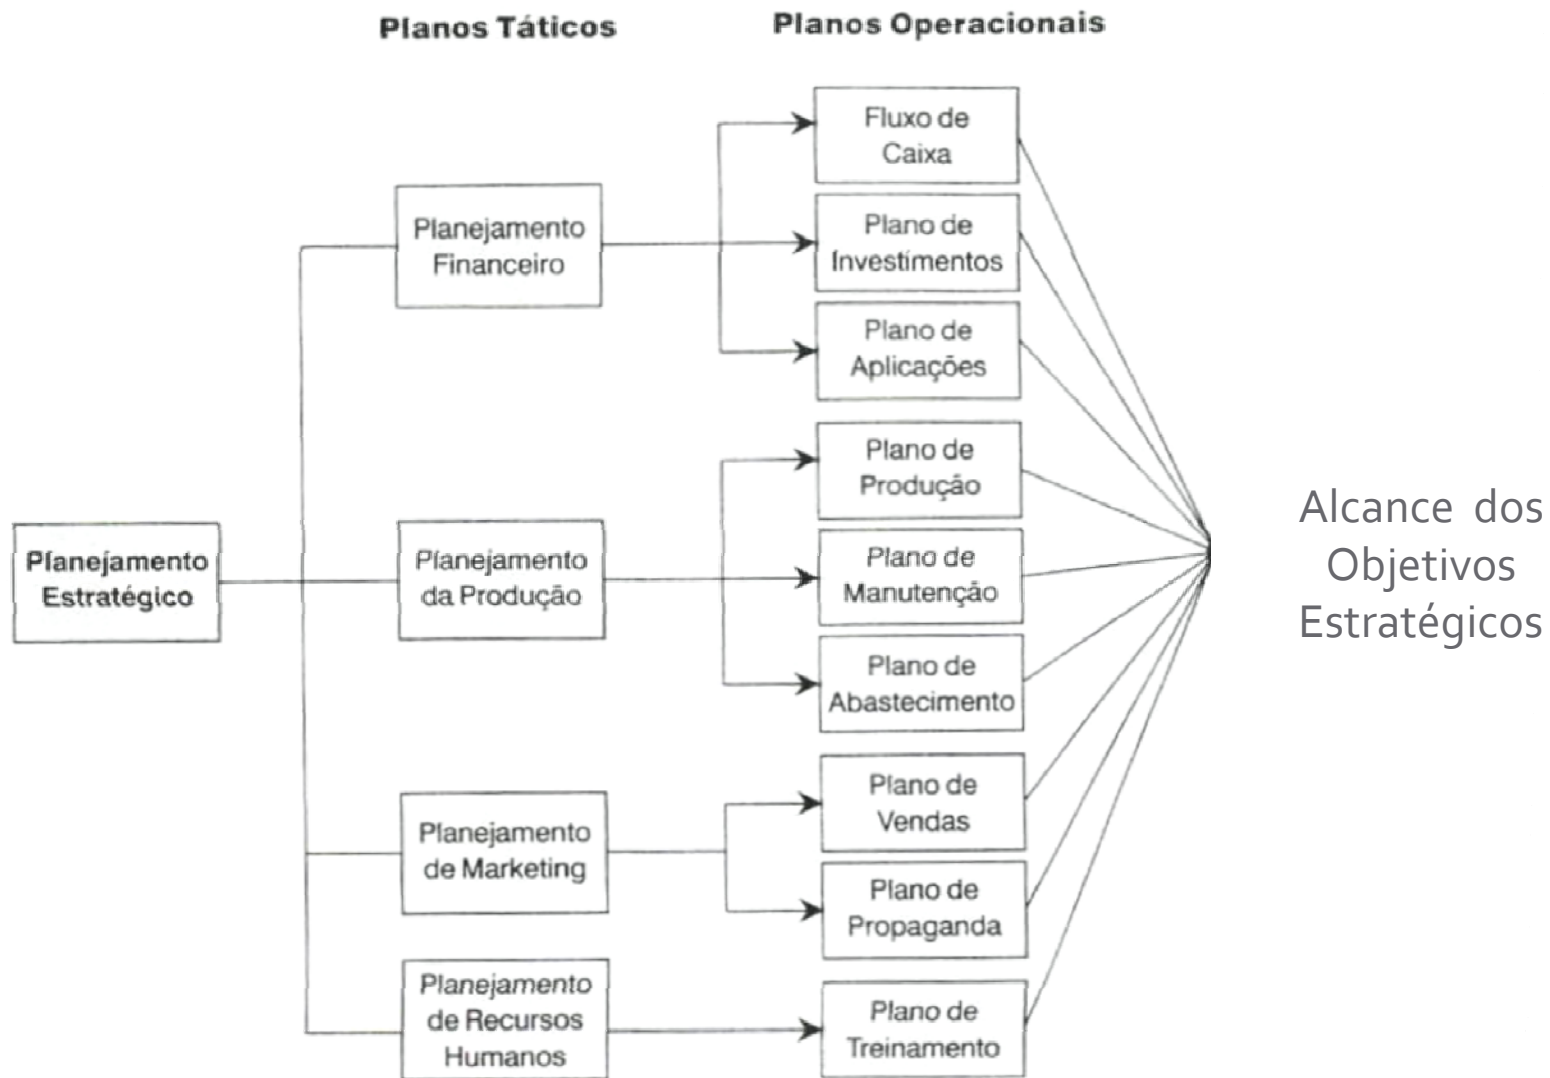 Planos Táticos
Planos Operacionais
Fluxo de
Caixa
Planejamento
Financeiro
Plano de
Investimentos
Plano de
Aplicações
Plano de
Produção
Planejamento
Estratégico
Planejamento
da Produção
Plano de
Manutenção
Plano de
Abastecimento
Alcance dos
Objetivos
Estratégicos
Plano de
Vendas
Planejamento
de Marketing
Plano de
Propaganda
Planejamento
de Recursos
Humanos
Plano de
Treinamento